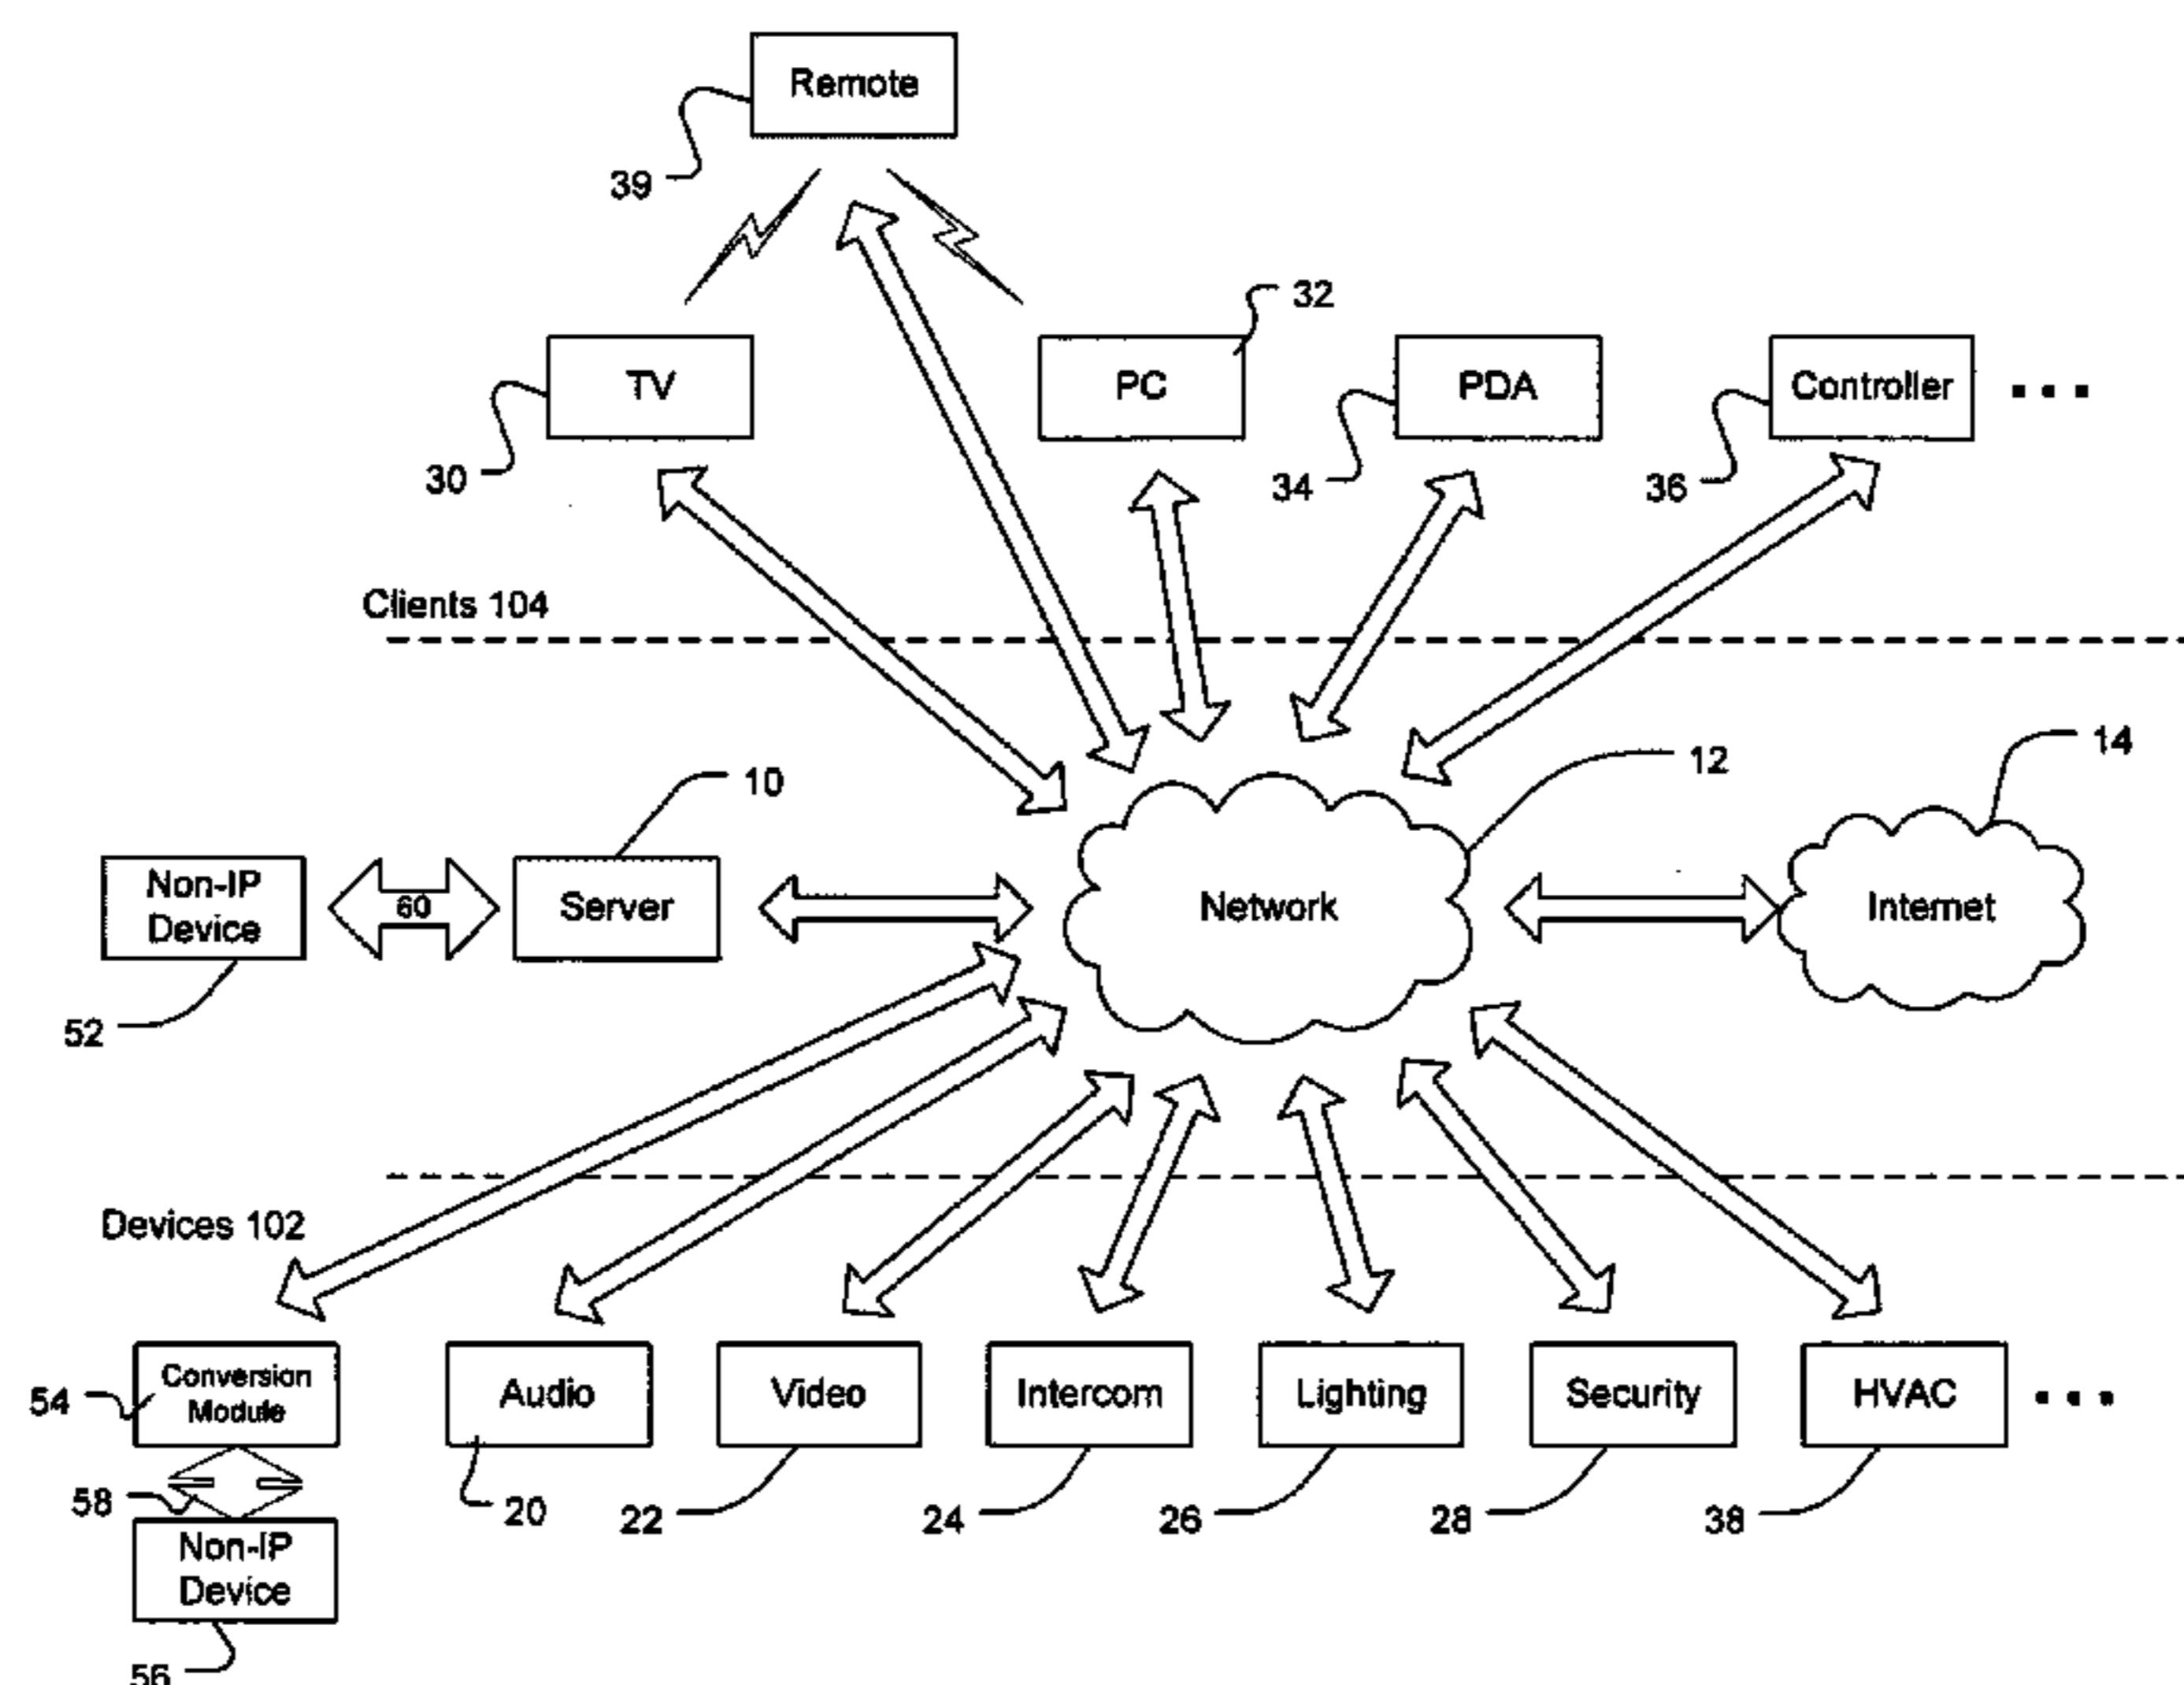 Remote
39
32
TV
PC
PDA
Controller
30
34
36
Clients 104
10
12
14
Non-IP
Device
60
Server
Network
Internet
52
Devices 102
54
Conversion
Module
Audio
Video
Intercom
Lighting
Security
HVAC
58
20
22
24
26
28
38
Non-IP
Device
56